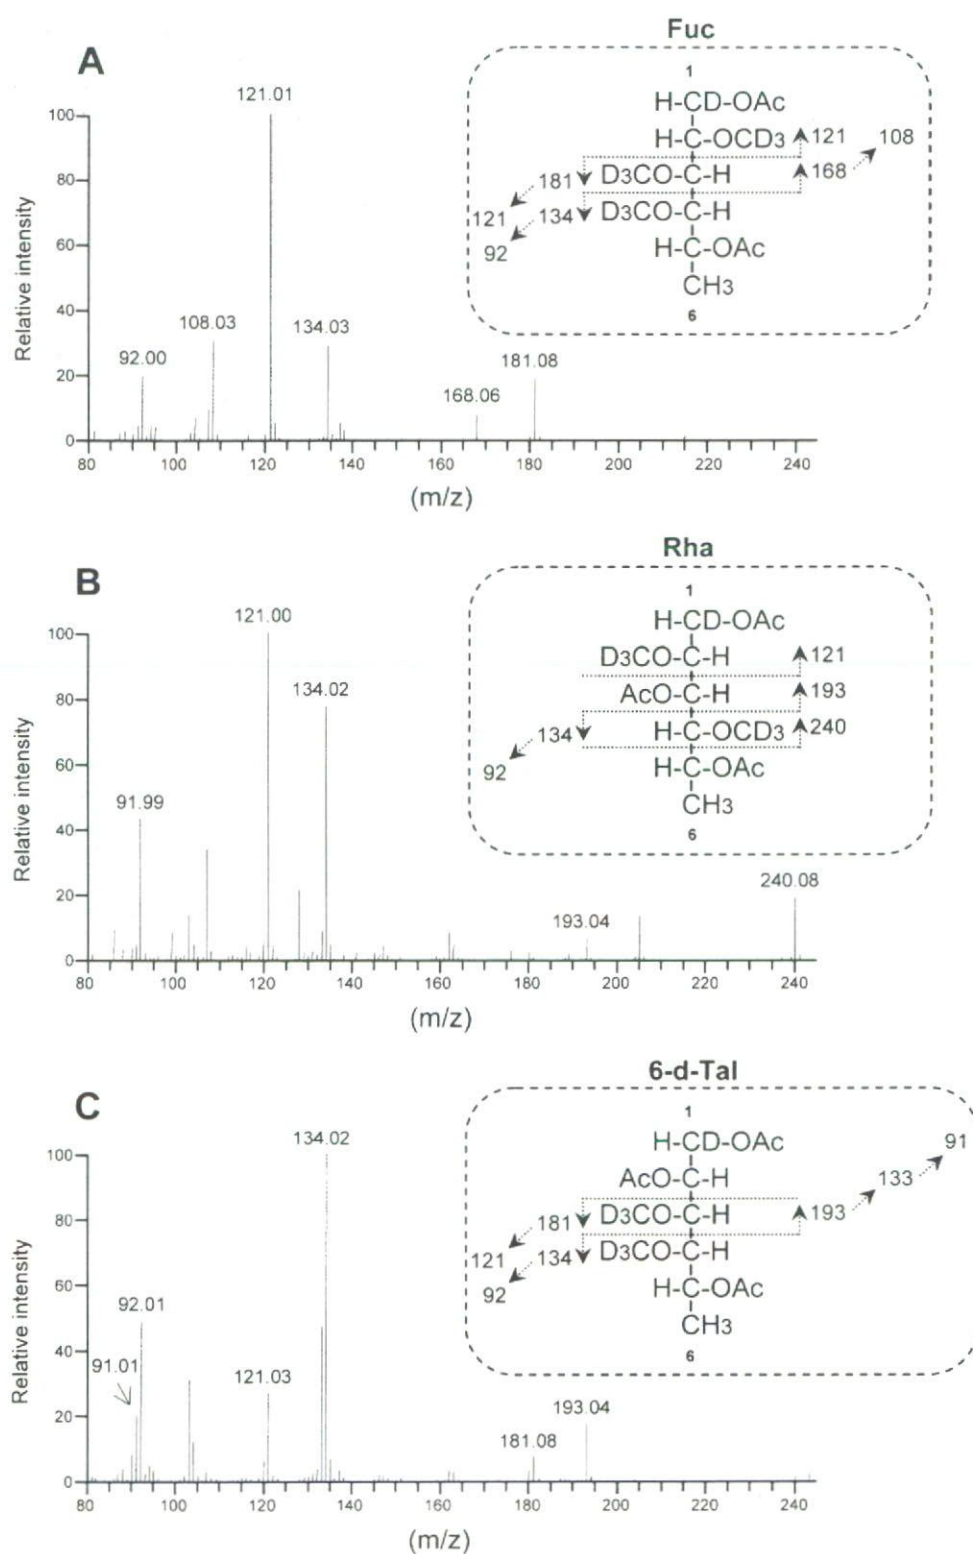 A
Fuc
1
H-CD-OAc
H-C-OCD3 121 108
181 D3CO-C-H 168
121 134 D3CO-C-H
92 H-C-OAc
CH3
6
Relative intensity
100
80
60
40
20
0
121.01
108.03
134.03
92.00
168.06
181.08
80 100 120 140 160 180 200 220 240
(m/z)
B
Rha
1
H-CD-OAc
D3CO-C-H 121
AcO-C-H 193
134 H-C-OCD3 240
92 H-C-OAc
CH3
6
Relative intensity
100
80
60
40
20
0
121.00
134.02
91.99
240.08
193.04
80 100 120 140 160 180 200 220 240
(m/z)
C
6-d-Tal
1
H-CD-OAc 91
AcO-C-H 133
181 D3CO-C-H 193
121 134 D3CO-C-H
92 H-C-OAc
CH3
6
Relative intensity
100
80
60
40
20
0
134.02
92.01
91.01
121.03
193.04
181.08
80 100 120 140 160 180 200 220 240
(m/z)